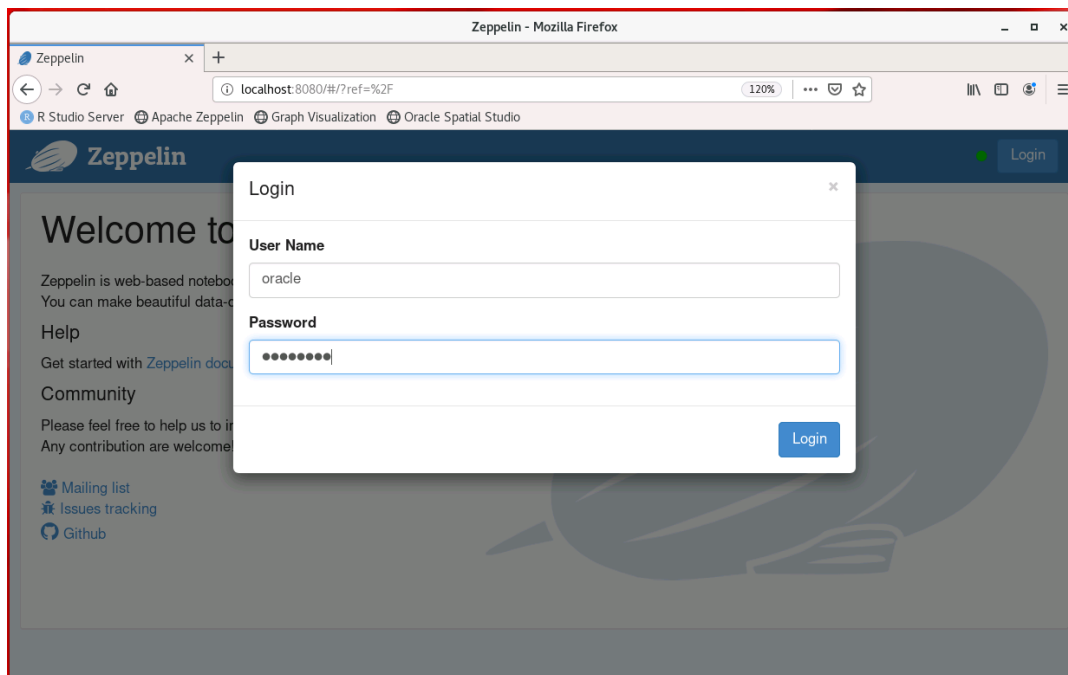 Zeppelin - Mozilla Firefox
Zeppelin
localhost:8080/#/?ref=%2F
120%
R Studio Server Apache Zeppelin Graph Visualization Oracle Spatial Studio
Zeppelin
Login
Login
Welcome to
User Name
Zeppelin is web-based
oracle
You can make beautiful
Password
Help
Get started with Zeppelin
Community
Please feel free to help us to
Any contribution are welcome!
Login
Mailing list
Issues tracking
Github